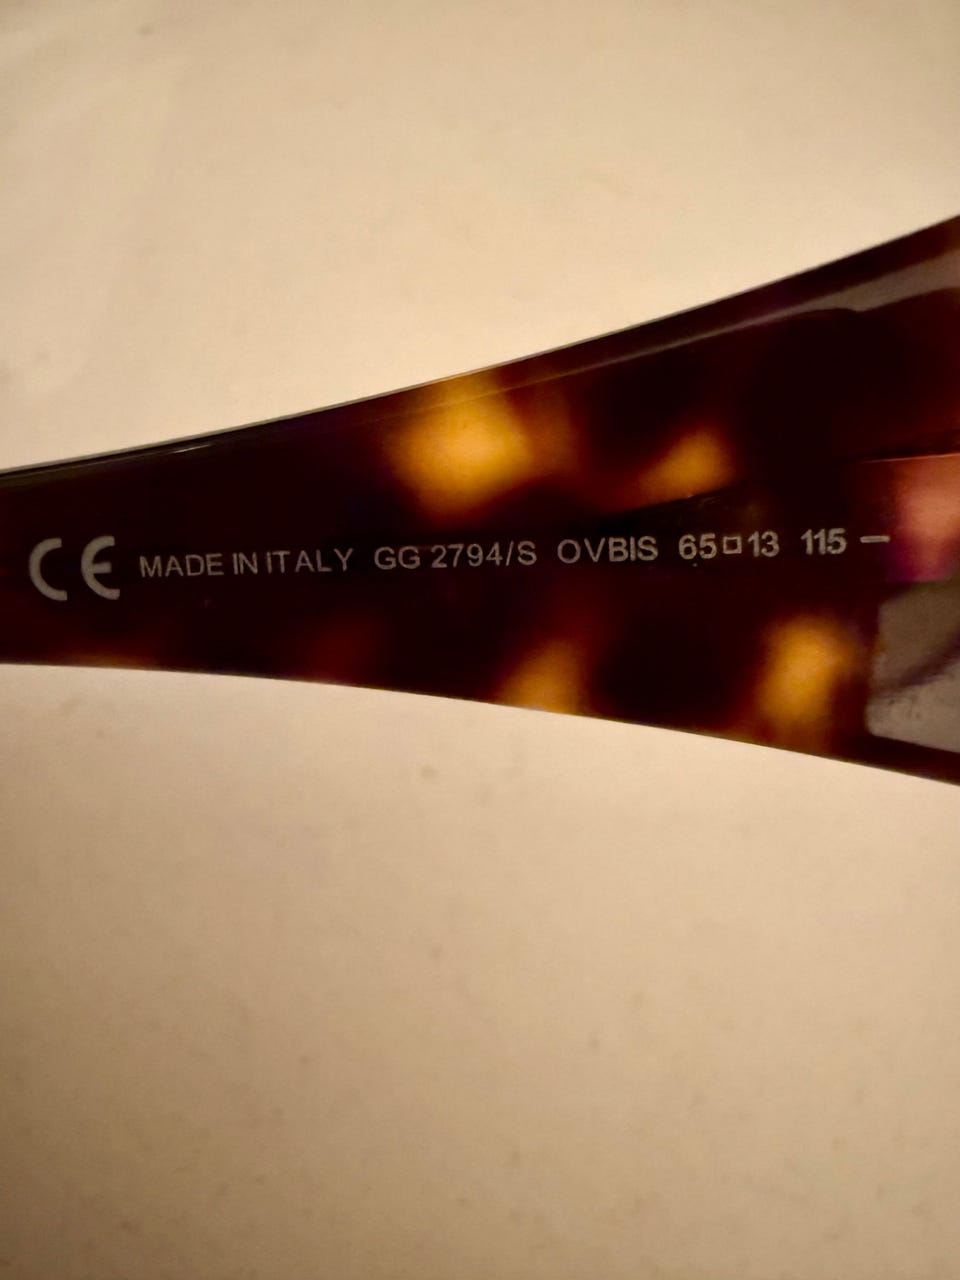 CE MADE IN ITALY GG 2794/S OVBIS 65□13 115 —